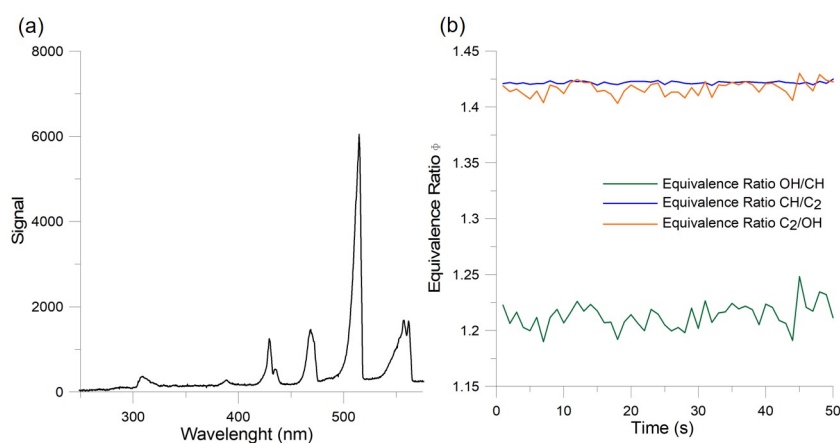 (a)
8000
6000
4000
2000
0
Signal
300
400
500
Wavelenght (nm)
(b)
1.45
1.4
1.35
1.3
1.25
1.2
1.15
Equivalence Ratio Φ
Equivalence Ratio OH/CH
Equivalence Ratio CH/C2
Equivalence Ratio C2/OH
0
10
20
30
40
50
Time (s)